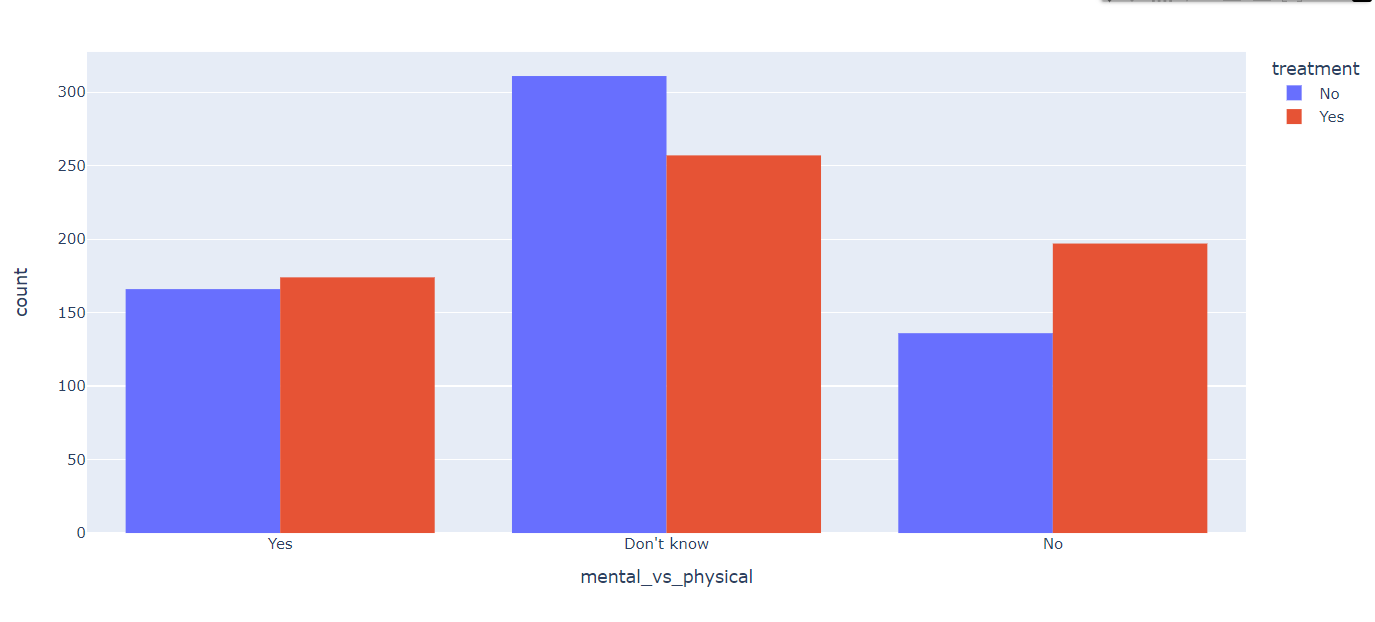 treatment
No
Yes
300
250
200
150
100
50
0
count
Yes
Don't know
No
mental_vs_physical